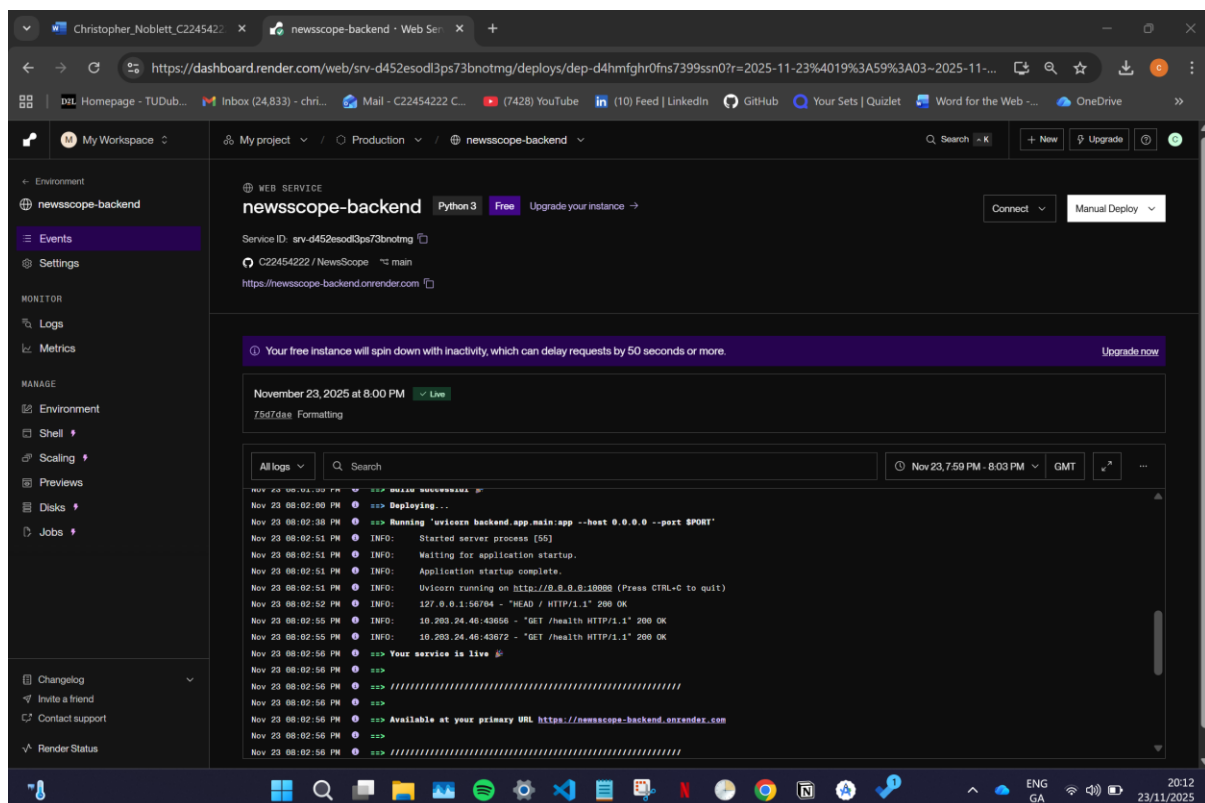 Christopher_Noblett_C22454222
newsscope-backend · Web Serv
https://dashboard.render.com/web/srv-d452esodl3ps73bnotmg/deploys/dep-d4hmfghr0fns7399ssn0?r=2025-11-23%4019%3A59%3A03~2025-11-...
D2L Homepage - TUDub...
Inbox (24,833) - chri...
Mail - C22454222 C...
(7428) YouTube
(10) Feed | LinkedIn
GitHub
Your Sets | Quizlet
Word for the Web -...
OneDrive
M My Workspace
My project / Production / newsscope-backend
Search
+ New
Upgrade
C
← Environment
newsscope-backend
Events
Settings
MONITOR
Logs
Metrics
MANAGE
Environment
Shell
Scaling
Previews
Disks
Jobs
Changelog
Invite a friend
Contact support
Render Status
WEB SERVICE
newsscope-backend Python 3 Free Upgrade your instance →
Connect
Manual Deploy
Service ID: srv-d452esodl3ps73bnotmg
C22454222 / NewsScope main
https://newsscope-backend.onrender.com
Your free instance will spin down with inactivity, which can delay requests by 50 seconds or more. Upgrade now
November 23, 2025 at 8:00 PM ✓ Live
75d7dae Formatting
All logs Search Nov 23, 7:59 PM - 8:03 PM GMT ...
Nov 23 08:01:55 PM ==> Build successful 🎉
Nov 23 08:02:00 PM ==> Deploying...
Nov 23 08:02:38 PM ==> Running 'uvicorn backend.app.main:app --host 0.0.0.0 --port $PORT'
Nov 23 08:02:51 PM INFO: Started server process [55]
Nov 23 08:02:51 PM INFO: Waiting for application startup.
Nov 23 08:02:51 PM INFO: Application startup complete.
Nov 23 08:02:51 PM INFO: Uvicorn running on http://0.0.0.0:10000 (Press CTRL+C to quit)
Nov 23 08:02:52 PM INFO: 127.0.0.1:56704 - "HEAD / HTTP/1.1" 200 OK
Nov 23 08:02:55 PM INFO: 10.203.24.46:43656 - "GET /health HTTP/1.1" 200 OK
Nov 23 08:02:55 PM INFO: 10.203.24.46:43672 - "GET /health HTTP/1.1" 200 OK
Nov 23 08:02:56 PM ==> Your service is live 🎉
Nov 23 08:02:56 PM ==>
Nov 23 08:02:56 PM ==> ///////////////////////////////////////////////////////////
Nov 23 08:02:56 PM ==>
Nov 23 08:02:56 PM ==> Available at your primary URL https://newsscope-backend.onrender.com
Nov 23 08:02:56 PM ==>
Nov 23 08:02:56 PM ==> ///////////////////////////////////////////////////////////
ENG
GA
20:12
23/11/2025